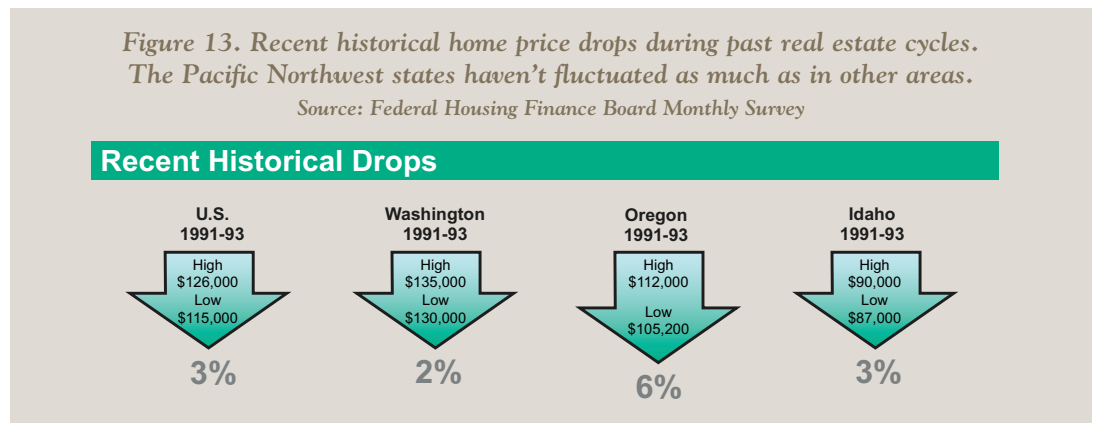 Figure 13. Recent historical home price drops during past real estate cycles.
The Pacific Northwest states haven't fluctuated as much as in other areas.
Source: Federal Housing Finance Board Monthly Survey
Recent Historical Drops
U.S.
1991-93
High
$126,000
Low
$115,000
3%
Washington
1991-93
High
$135,000
Low
$130,000
2%
Oregon
1991-93
High
$112,000
Low
$105,200
6%
Idaho
1991-93
High
$90,000
Low
$87,000
3%